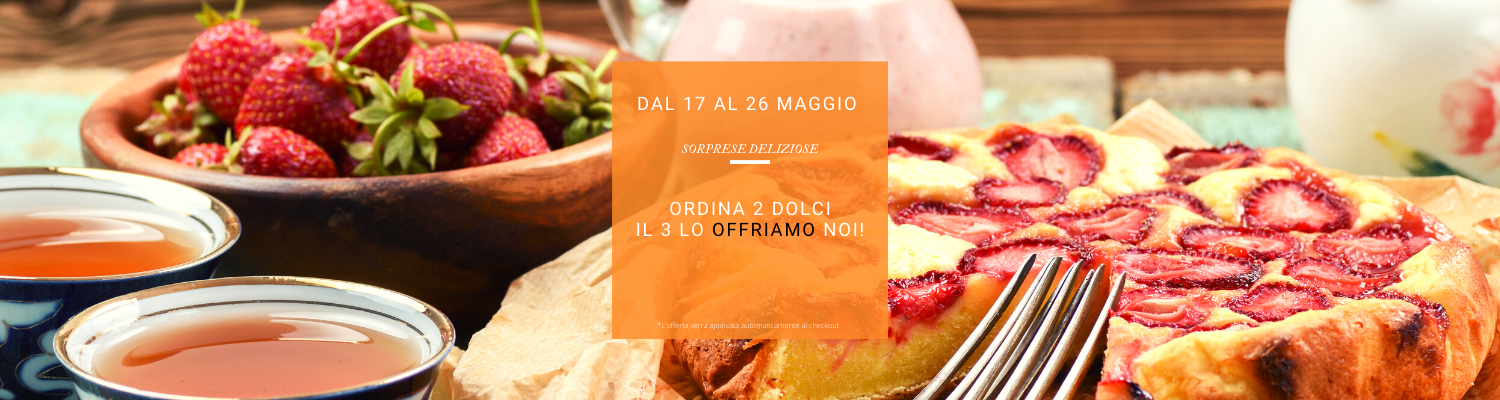 DAL 17 AL 26 MAGGIO
SORPRESE DELIZIOSE
ORDINA 2 DOLCI
IL 3 LO OFFRIAMO NOI!
*L'offerta verrà applicata automaticamente al checkout